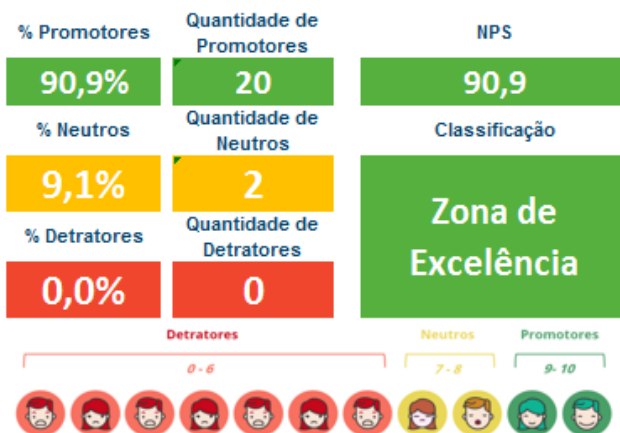 % Promotores
Quantidade de
Promotores
NPS
90,9%
20
90,9
% Neutros
Quantidade de
Neutros
Classificação
9,1%
2
Zona de
Excelência
% Detratores
Quantidade de
Detratores
0,0%
0
Detratores
Neutros
Promotores
0 - 6
7 - 8
9- 10